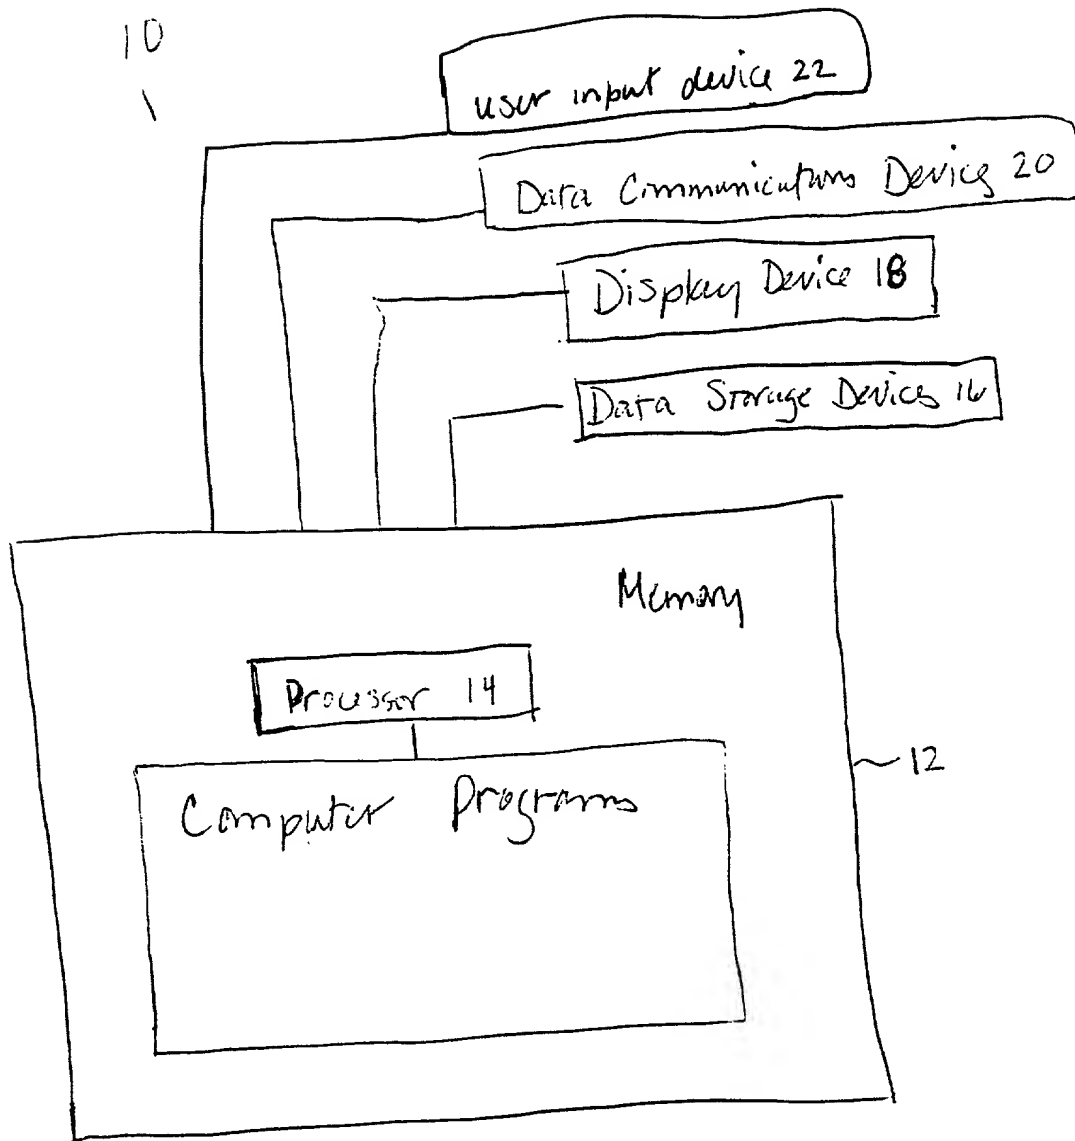 10
user input device 22
Data Communications Device 20
Display Device 18
Data Storage Devices 16
Memory
Processor 14
12
Computer Programs